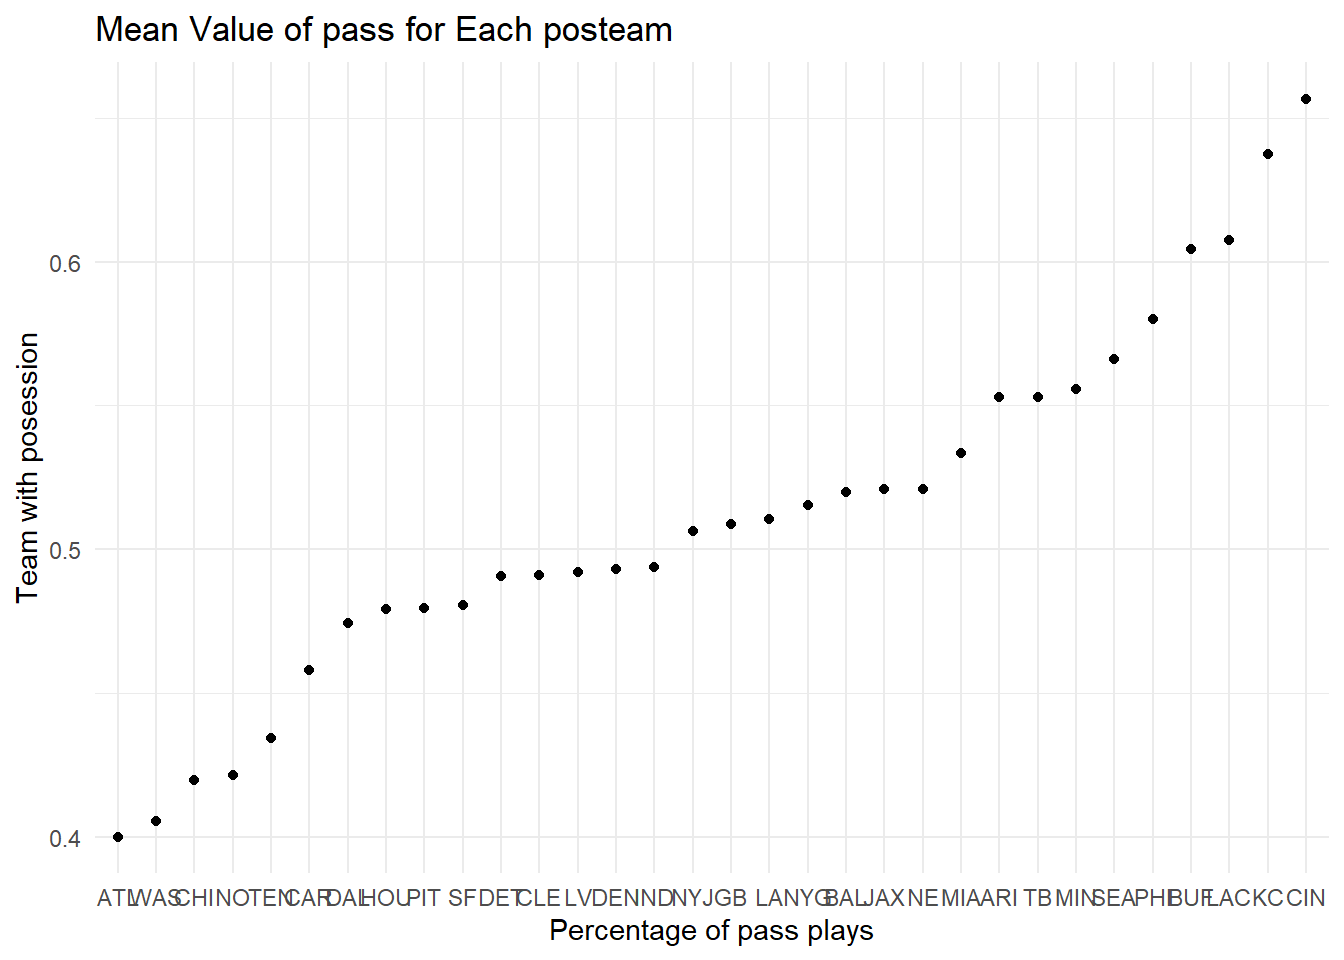 Mean Value of pass for Each posteam
Team with posession
0.6
0.5
0.4
ATL WAS CHI NO TEN CAR DAL HOU PIT SF DET CLE LV DEN IND NYJ GB LA NYG BAL JAX NE MIA ARI TB MIN SEA PHI BUF LAC KC CIN
Percentage of pass plays